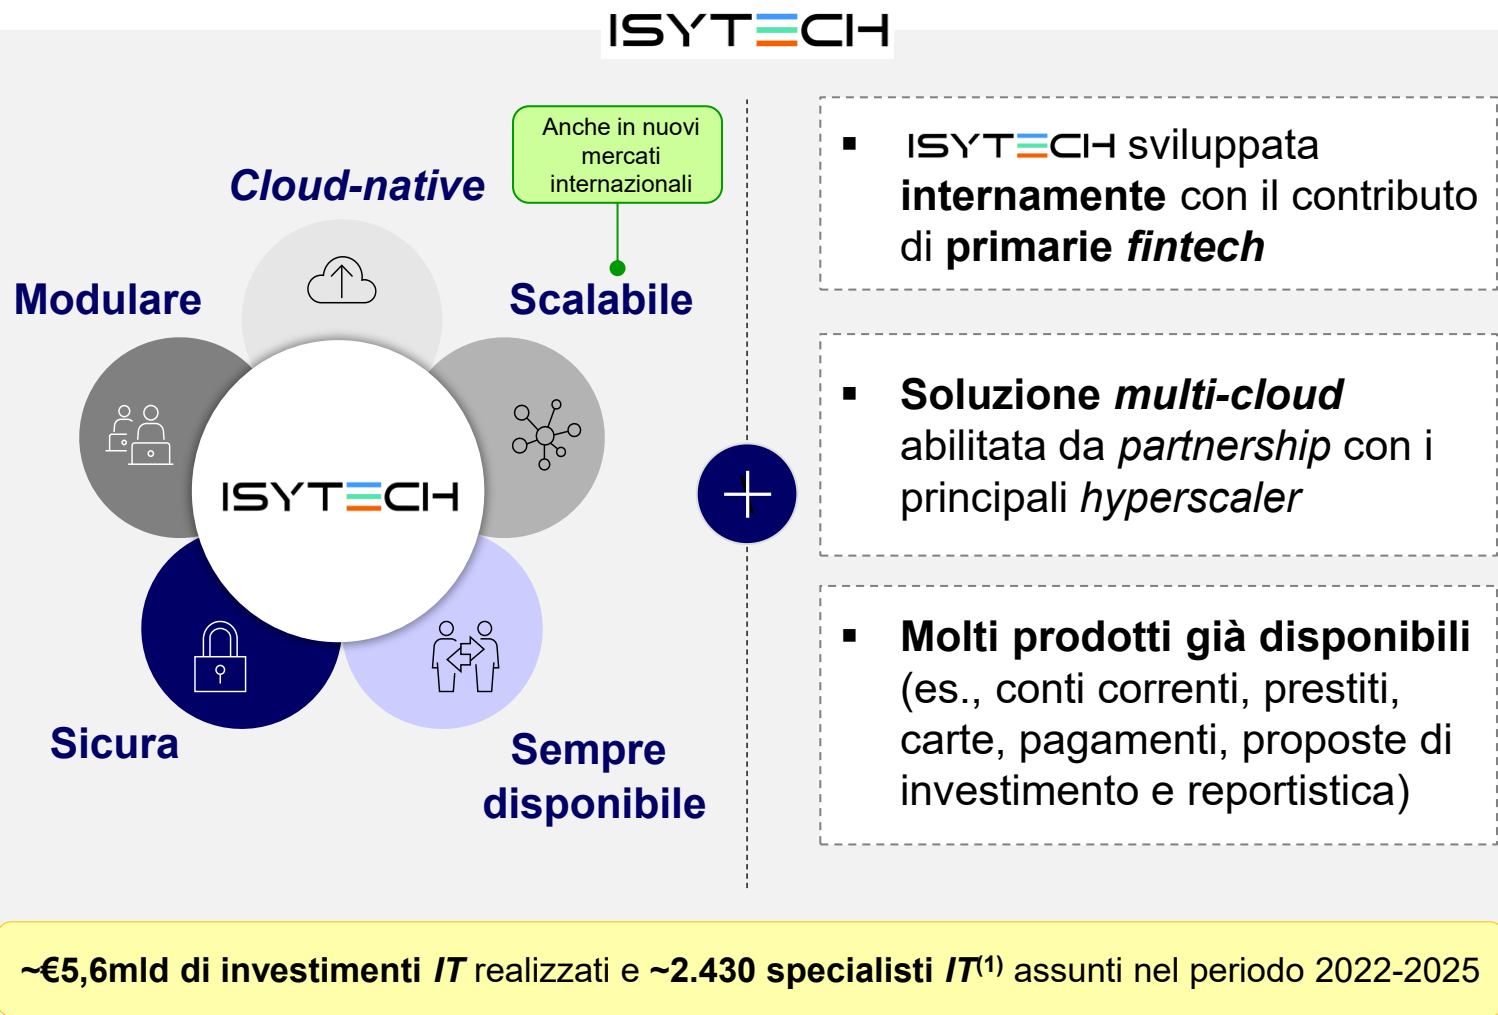 ISYTECH
Anche in nuovi
mercati
internazionali
Cloud-native
Modulare
Scalabile
ISYTECH
Sicura
Sempre
disponibile
▪ ISYTECH sviluppata
internamente con il contributo
di primarie fintech
▪ Soluzione multi-cloud
abilitata da partnership con i
principali hyperscaler
▪ Molti prodotti già disponibili
(es., conti correnti, prestiti,
carte, pagamenti, proposte di
investimento e reportistica)
~€5,6mld di investimenti IT realizzati e ~2.430 specialisti IT(1) assunti nel periodo 2022-2025